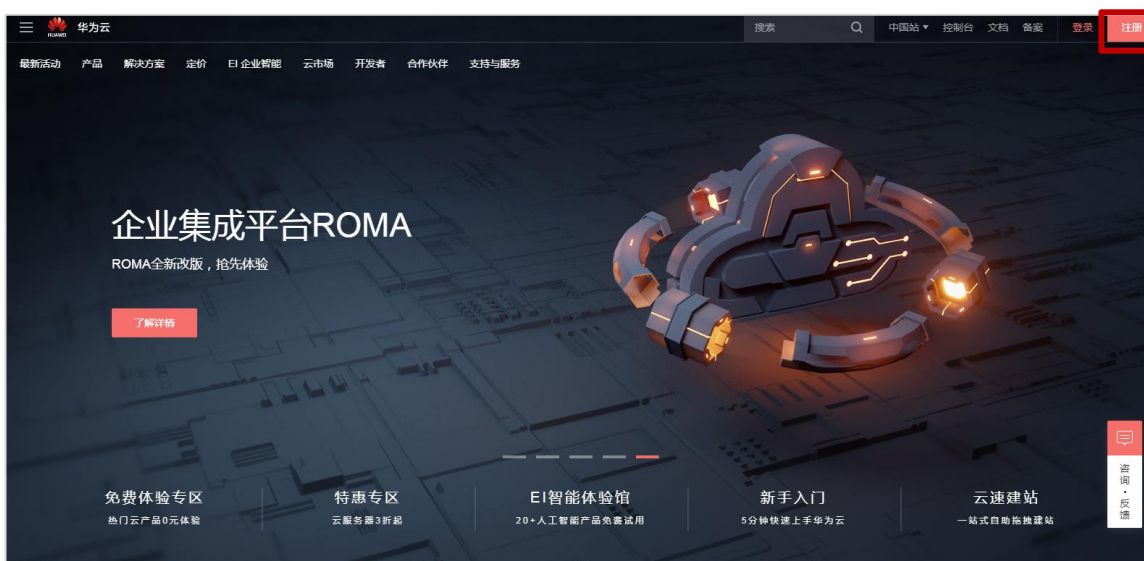 HUAWEI 华为云 搜索 中国站 控制台 文档 备案 登录 注册
最新活动 产品 解决方案 定价 EI 企业智能 云市场 开发者 合作伙伴 支持与服务
企业集成平台ROMA
ROMA全新改版，抢先体验
了解详情
咨询·反馈
免费体验专区 特惠专区 EI智能体验馆 新手入门 云速建站
热门云产品0元体验 云服务器3折起 20+人工智能产品免费试用 5分钟快速上手华为云 一站式自助拖拽建站